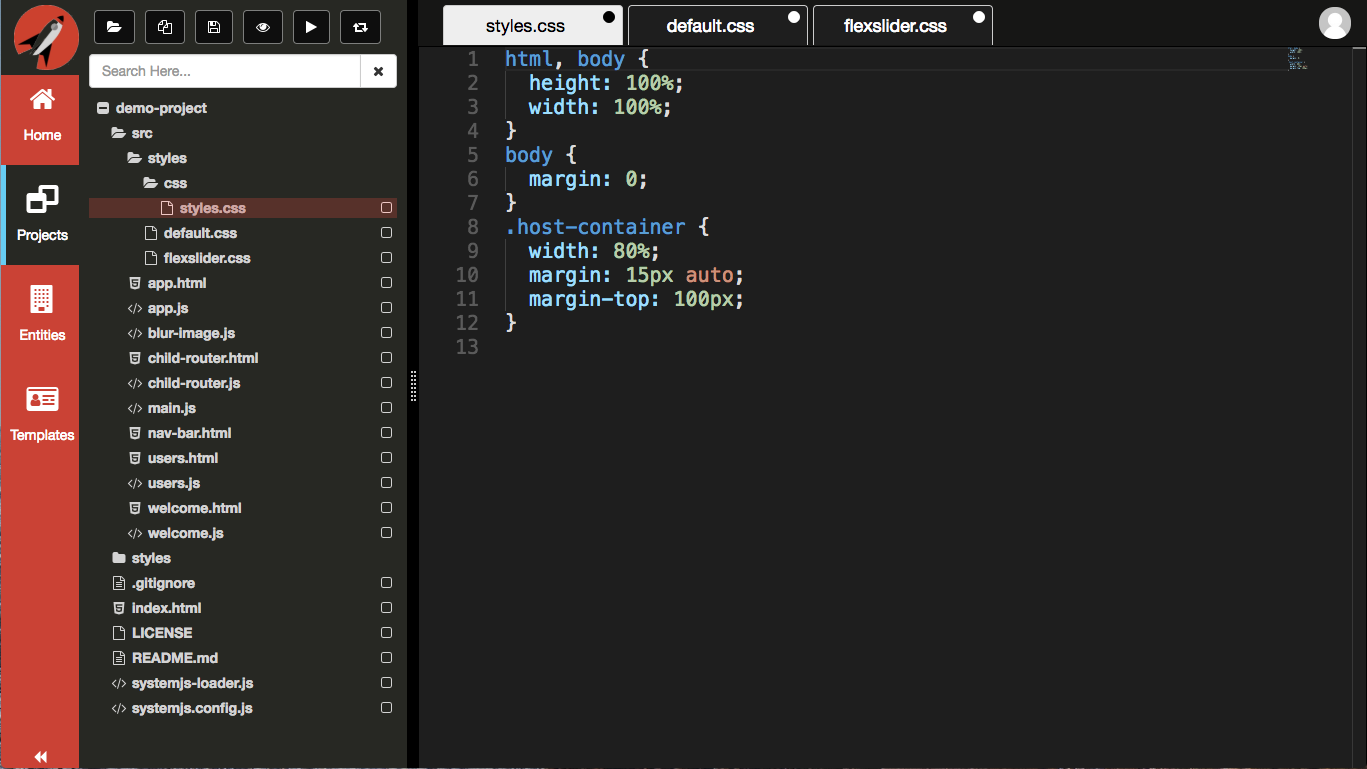 Search Here...
Home
Projects
Entities
Templates
demo-project
src
styles
css
styles.css
default.css
flexslider.css
app.html
app.js
blur-image.js
child-router.html
child-router.js
main.js
nav-bar.html
users.html
users.js
welcome.html
welcome.js
styles
.gitignore
index.html
LICENSE
README.md
systemjs-loader.js
systemjs.config.js
styles.css
default.css
flexslider.css
1 html, body {
2   height: 100%;
3   width: 100%;
4 }
5 body {
6   margin: 0;
7 }
8 .host-container {
9   width: 80%;
10   margin: 15px auto;
11   margin-top: 100px;
12 }
13